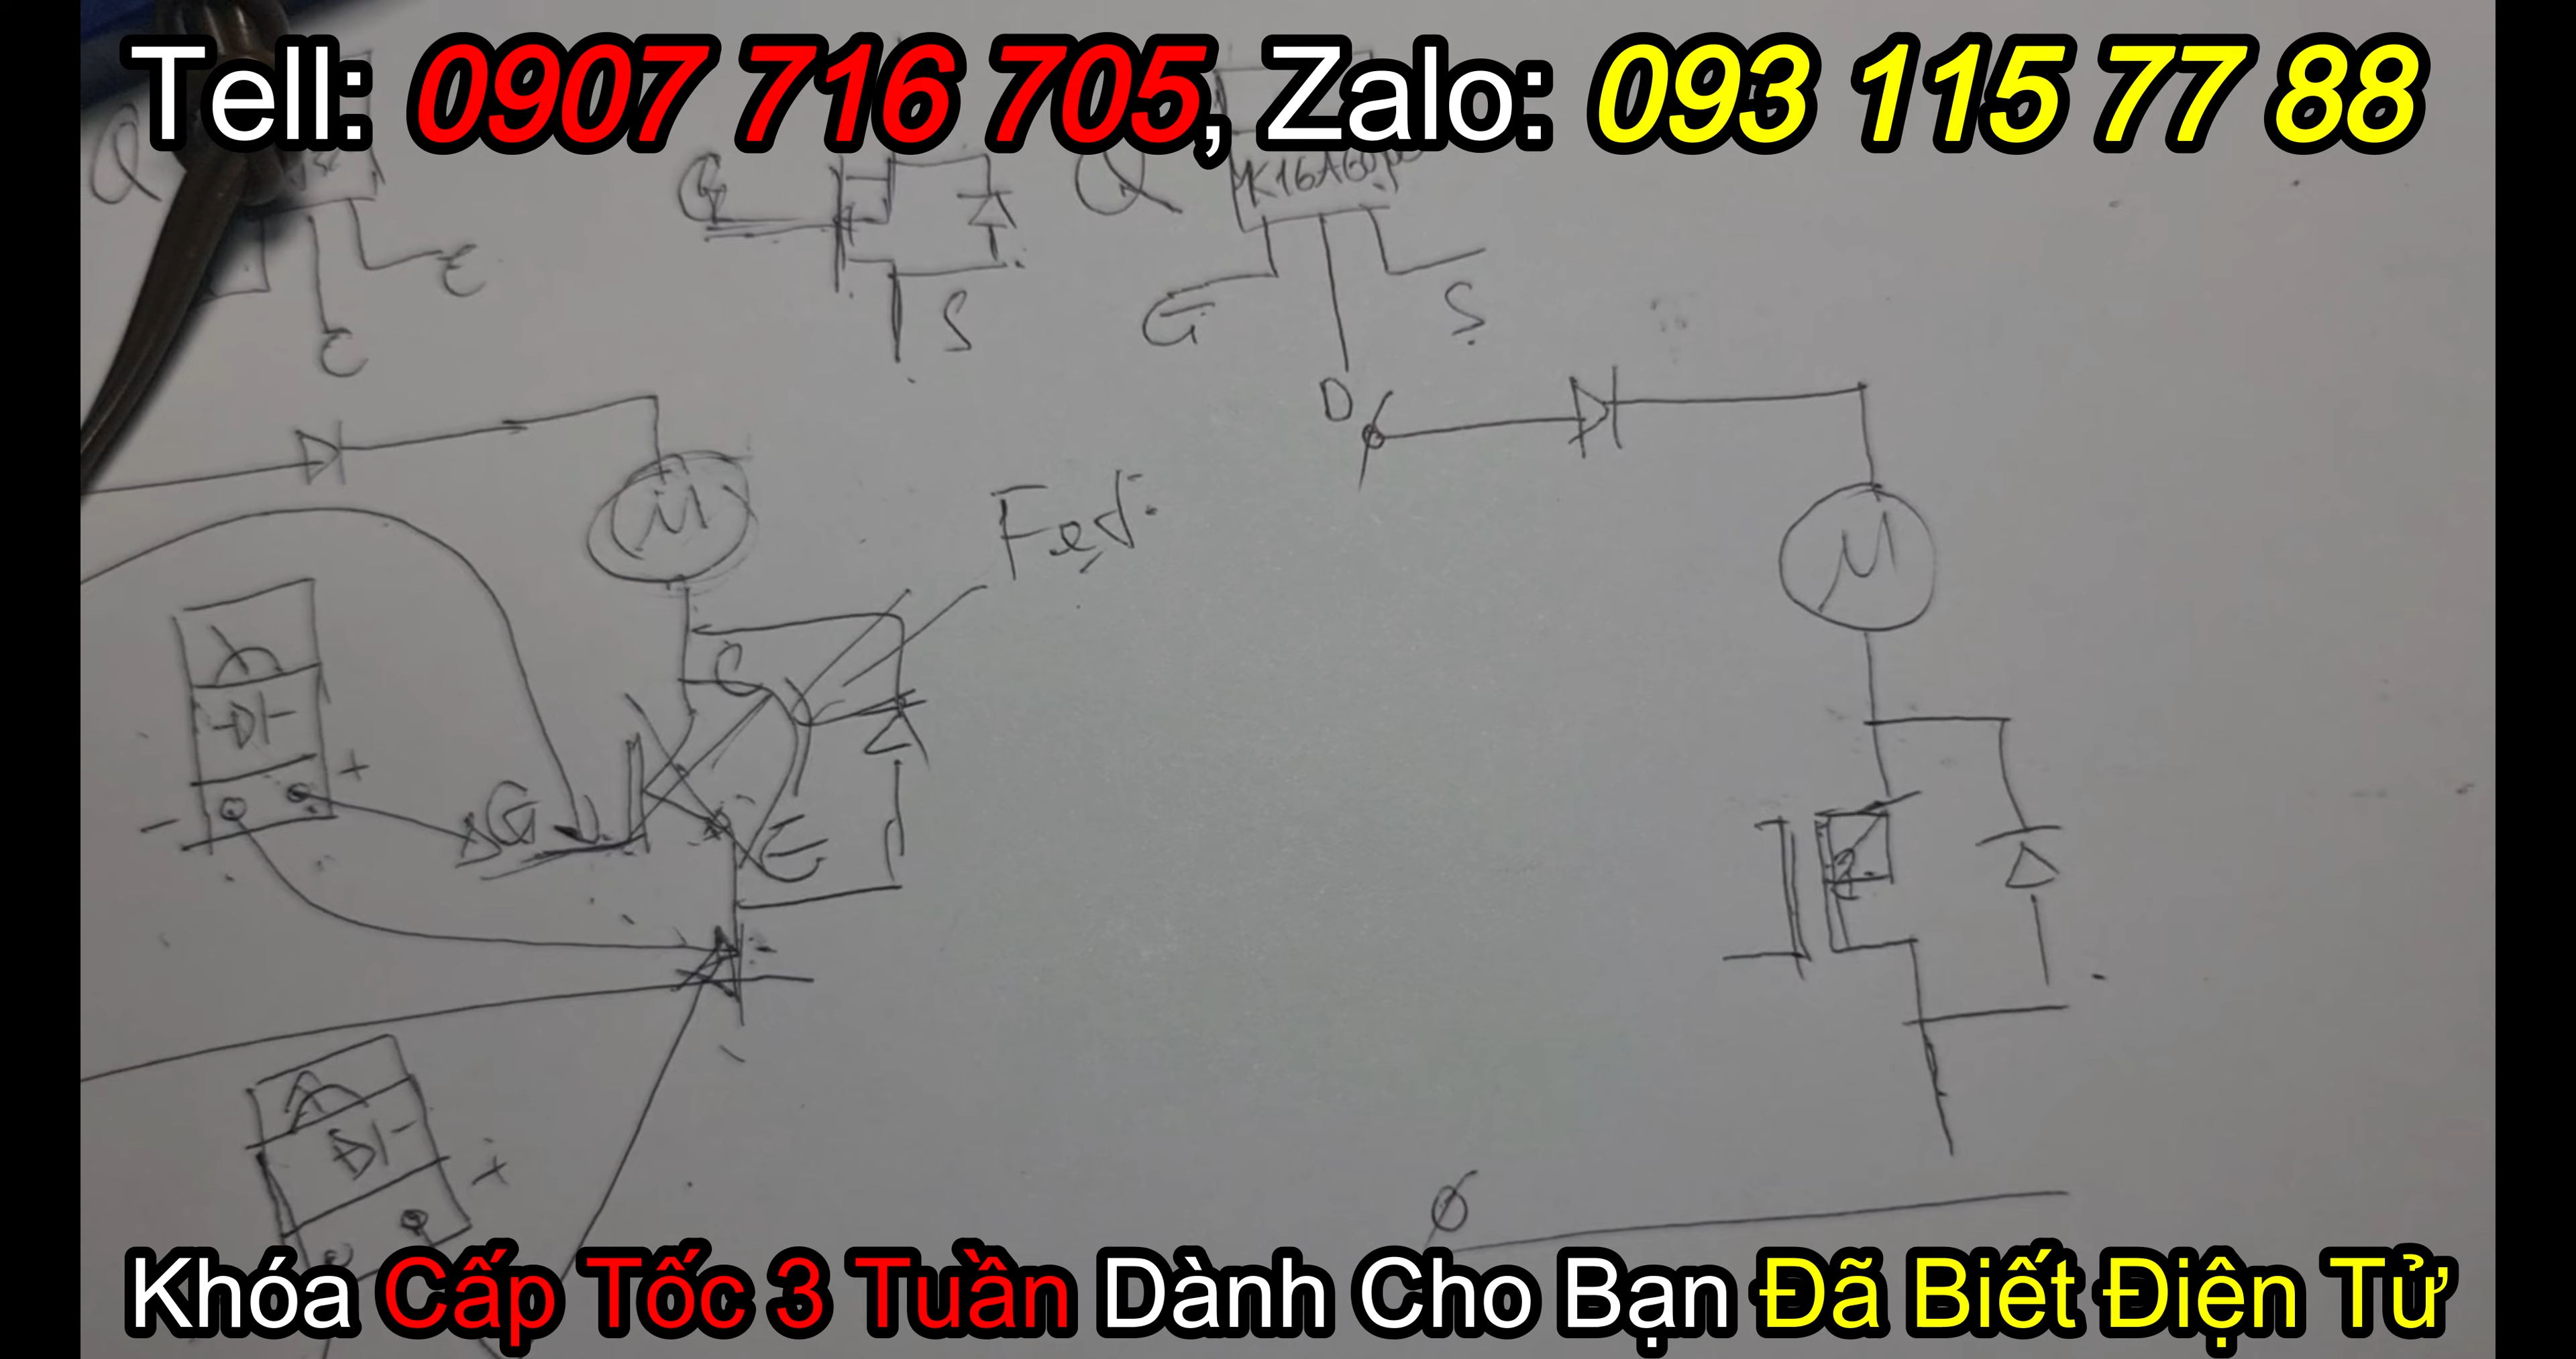 Tell: 0907 716 705, Zalo: 093 115 77 88
Q
E
C
G
S
Q
G
D
S
M
Fet
C
+
-
G
E
M
+
Khóa Cấp Tốc 3 Tuần Dành Cho Bạn Đã Biết Điện Tử